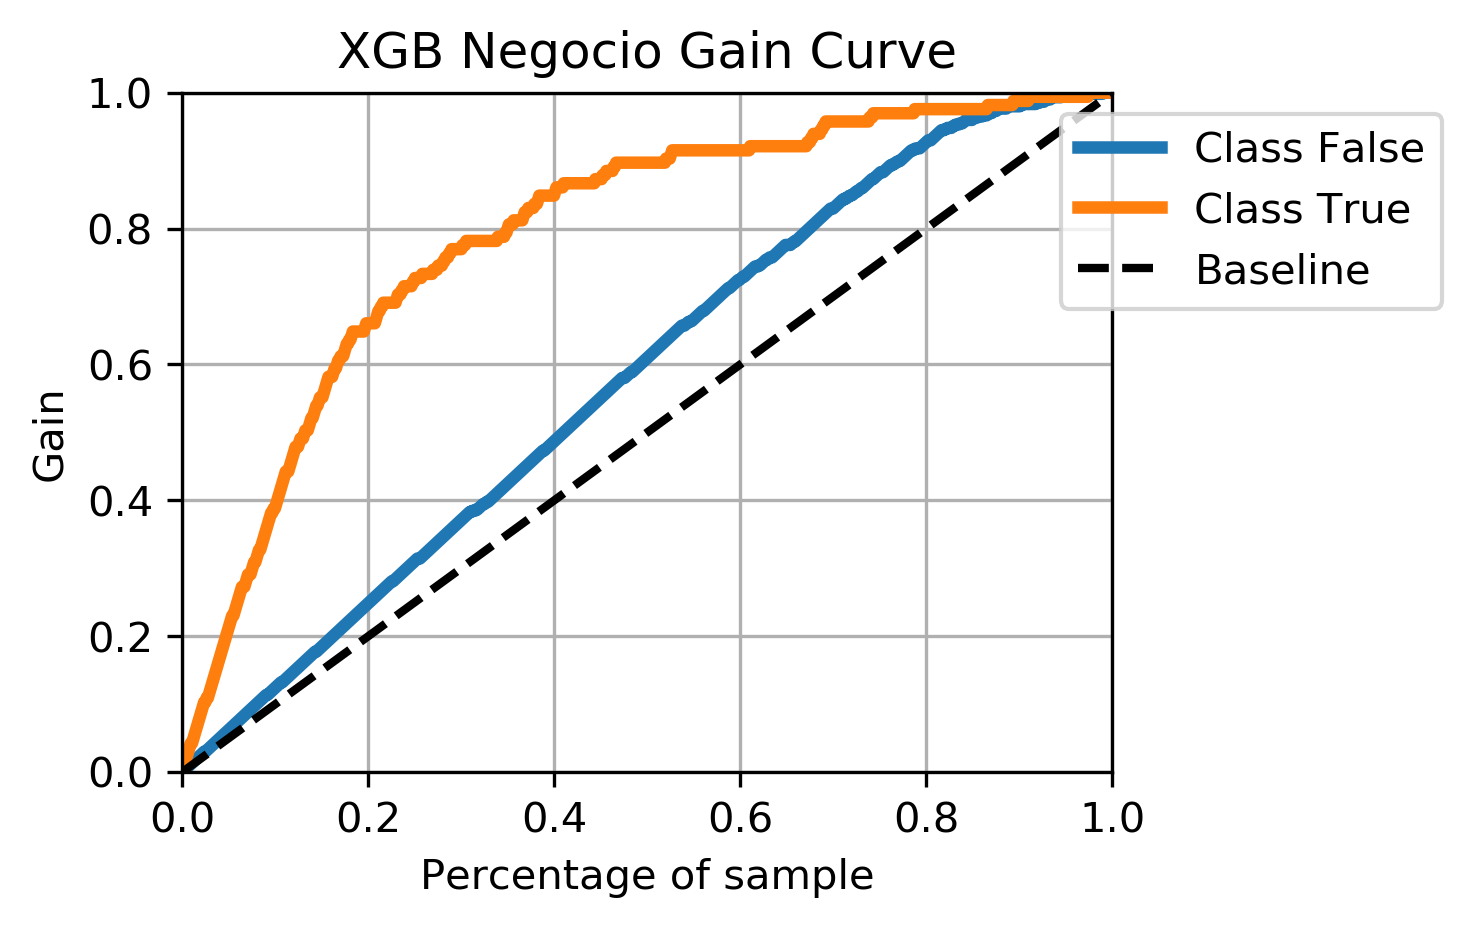 XGB Negocio Gain Curve
1.0
0.8
0.6
0.4
0.2
0.0
Gain
0.0 0.2 0.4 0.6 0.8 1.0
Percentage of sample
Class False
Class True
Baseline